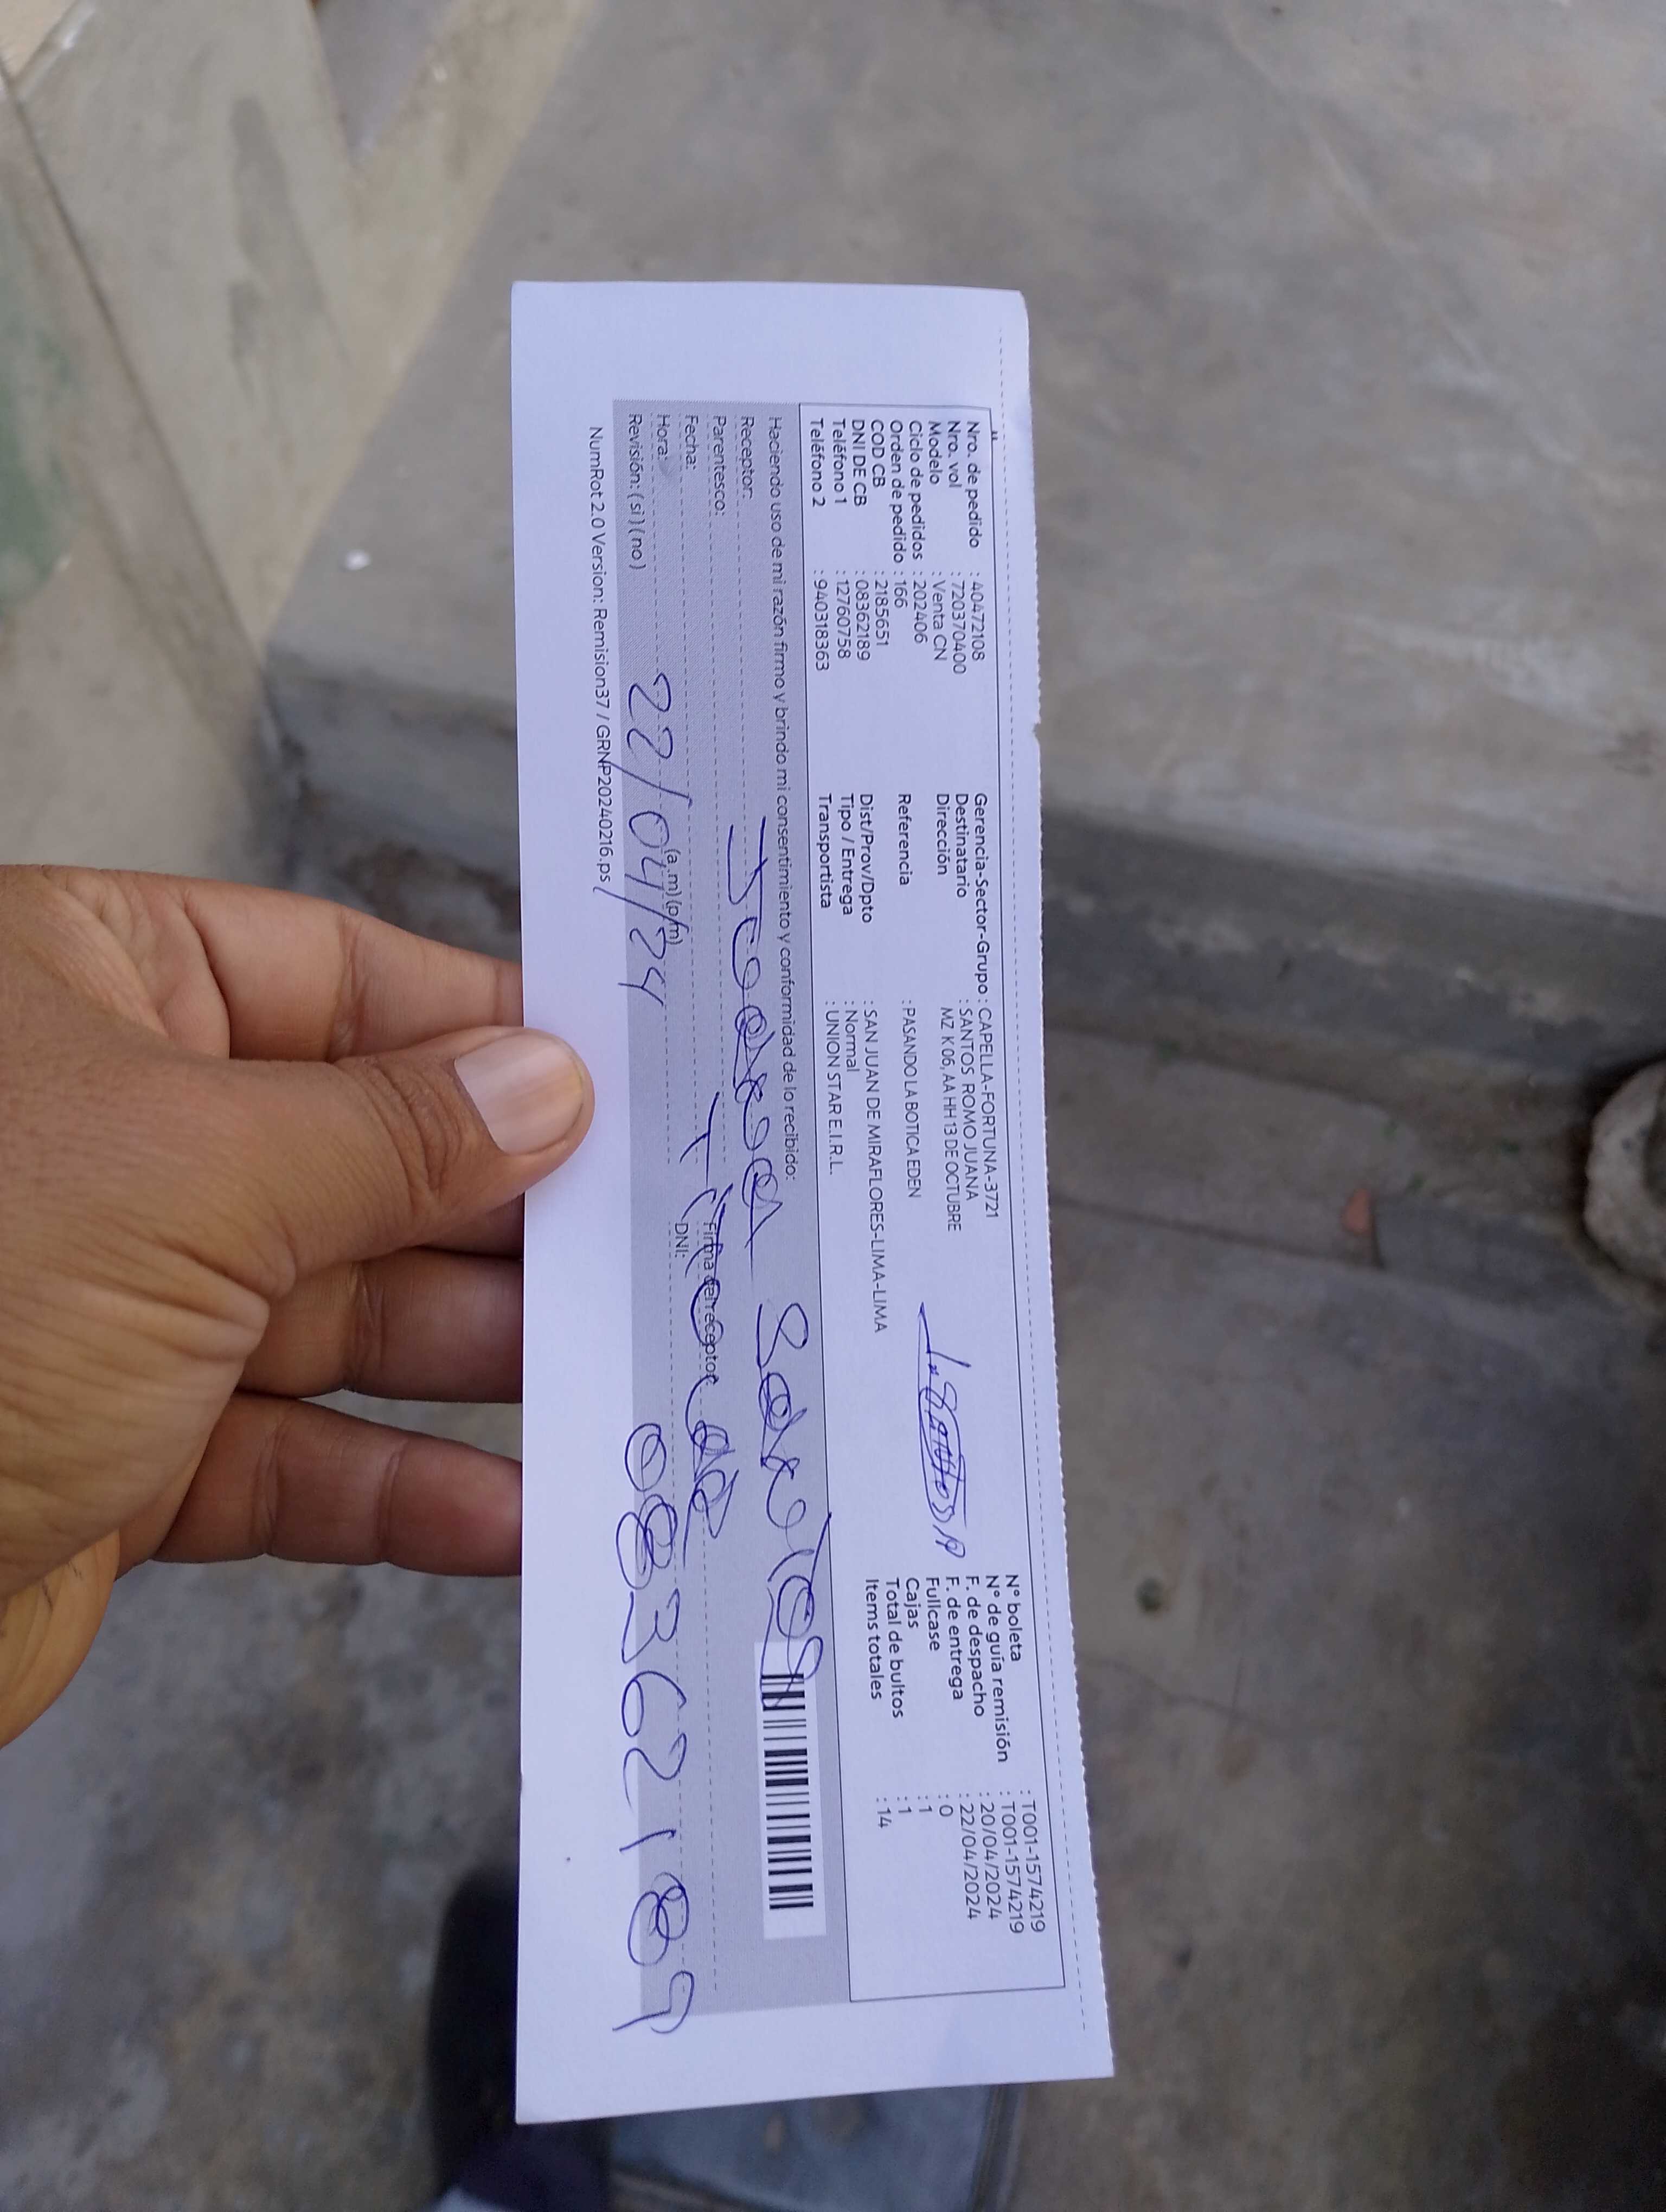 Nro. de pedido : 40472108
Nro. vol : 720370400
Modelo : Venta CN
Ciclo de pedidos : 202406
Orden de pedido : 166
COD CB : 2185651
DNI DE CB : 08362189
Teléfono 1 : 12760758
Teléfono 2 : 940318363
Gerencia-Sector-Grupo : CAPELLA-FORTUNA-3721
Destinatario : SANTOS ROMO JUANA
Dirección MZ K 06, AA HH 13 DE OCTUBRE
Referencia : PASANDO LA BOTICA EDEN
Dist/Prov/Dpto : SAN JUAN DE MIRAFLORES-LIMA-LIMA
Tipo / Entrega : Normal
Transportista : UNION STAR E.I.R.L.
N° boleta : T001-1574219
N° de guía remisión : T001-1574219
F. de despacho : 20/04/2024
F. de entrega : 22/04/2024
Fullcase : 0
Cajas : 1
Total de bultos : 1
Items totales : 14
Haciendo uso de mi razón firmo y brindo mi consentimiento y conformidad de lo recibido:
Receptor: Juana Santos
Parentesco:
Firma del receptor
Fecha:
DNI: 08362189
Hora: (a.m) (p.m)
22/04/24
Revisión: (si) (no)
NumRot 2.0 Version: Remision37 / GRNP20240216.ps